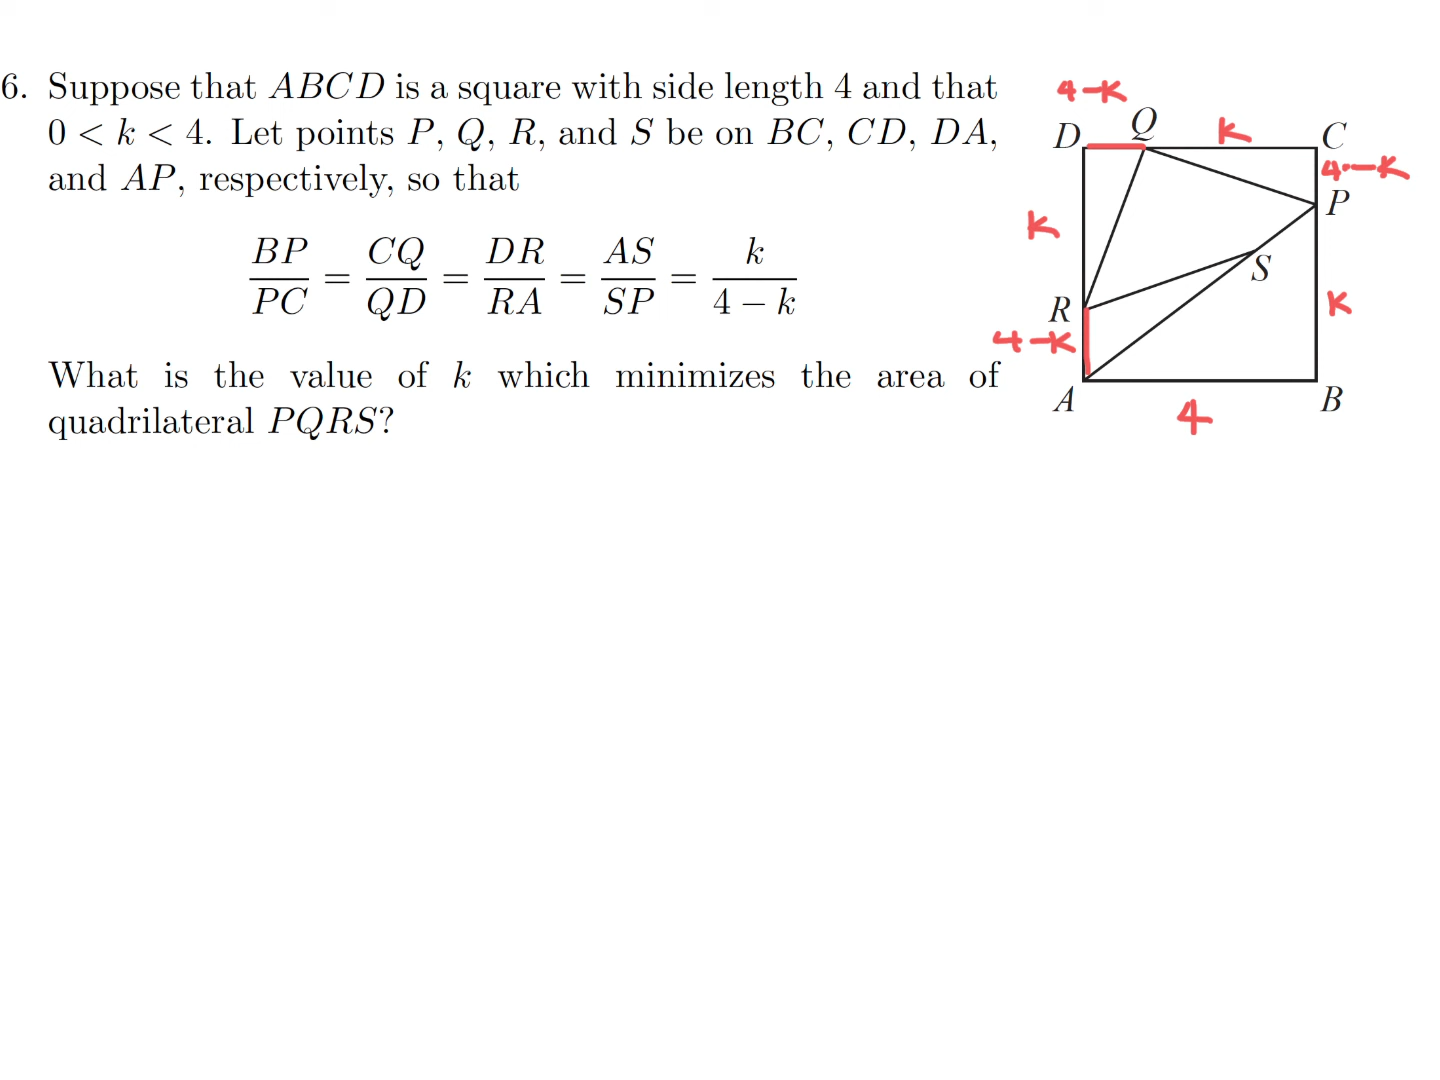 6. Suppose that ABCD is a square with side length 4 and that
0 < k < 4. Let points P, Q, R, and S be on BC, CD, DA,
and AP, respectively, so that
BP/PC = CQ/QD = DR/RA = AS/SP = k/(4 − k)
What is the value of k which minimizes the area of
quadrilateral PQRS?
4-K
D Q K C
4-K
P
K
S
R K
4-K
A 4 B